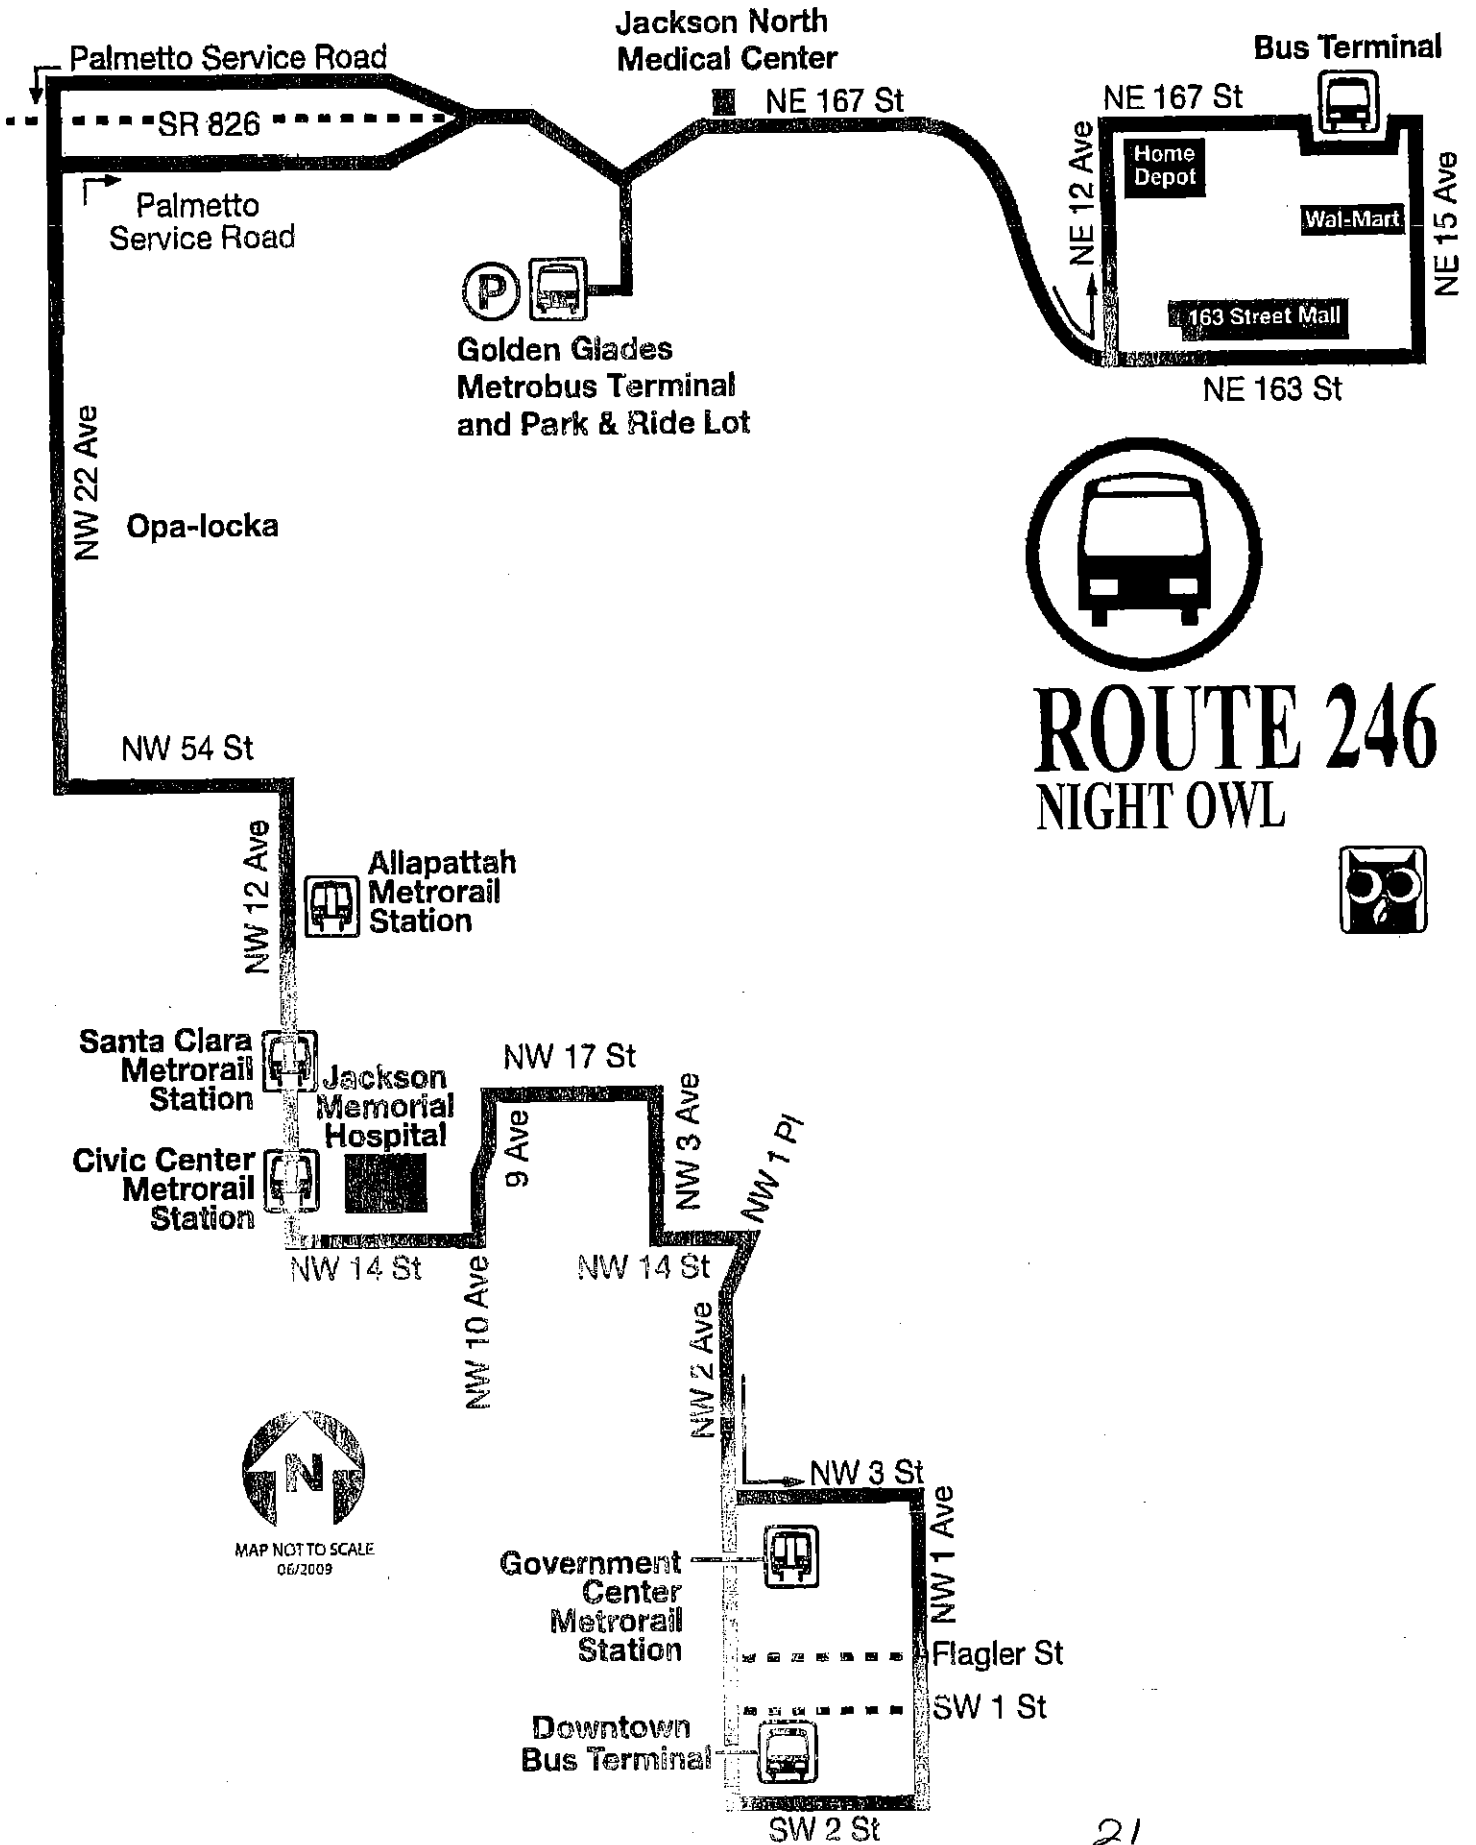 Jackson North
Medical Center
Bus Terminal
Palmetto Service Road
NE 167 St
NE 167 St
SR 826
NE 12 Ave
Home
Depot
Wal-Mart
NE 15 Ave
Palmetto
Service Road
P
163 Street Mall
Golden Glades
Metrobus Terminal
and Park & Ride Lot
NE 163 St
NW 22 Ave
Opa-locka
ROUTE 246
NIGHT OWL
NW 54 St
NW 12 Ave
Allapattah
Metrorail
Station
Santa Clara
Metrorail
Station
Jackson
Memorial
Hospital
NW 17 St
9 Ave
NW 3 Ave
NW 1 Pl
Civic Center
Metrorail
Station
NW 14 St
NW 14 St
NW 10 Ave
NW 2 Ave
N
MAP NOT TO SCALE
06/2009
NW 3 St
NW 1 Ave
Government
Center
Metrorail
Station
Flagler St
SW 1 St
Downtown
Bus Terminal
SW 2 St
21